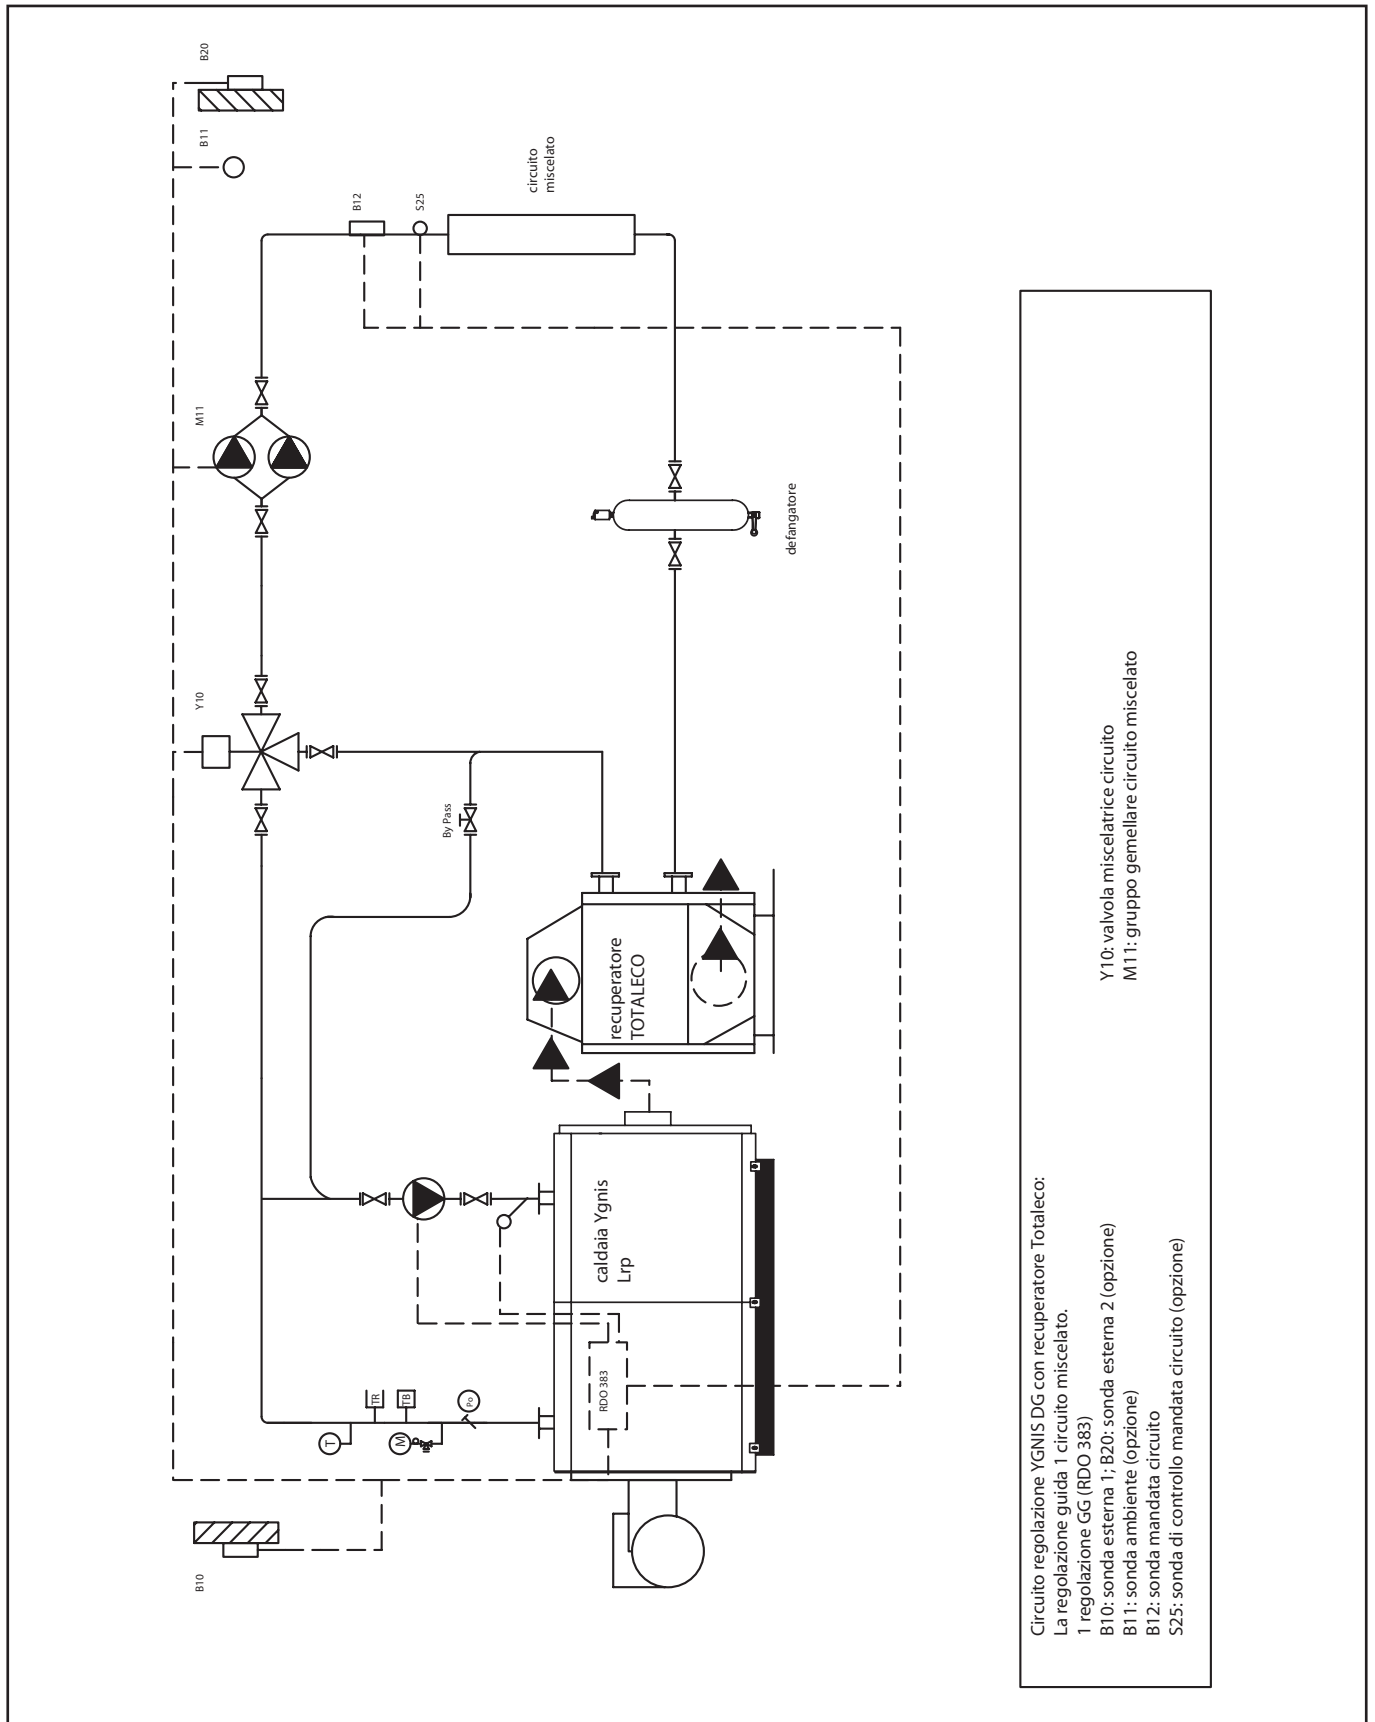 B20
B11
B12
S25
circuito
miscelato
M11
defangatore
Y10
By Pass
recuperatore
TOTALECO
caldaia Ygnis
Lrp
RDO 383
TR
TB
T
M
Po
B10
Circuito regolazione YGNIS DG con recuperatore Totaleco:
La regolazione guida 1 circuito miscelato.
1 regolazione GG (RDO 383)
B10: sonda esterna 1; B20: sonda esterna 2 (opzione)
B11: sonda ambiente (opzione)
B12: sonda mandata circuito
S25: sonda di controllo mandata circuito (opzione)
Y10: valvola miscelatrice circuito
M11: gruppo gemellare circuito miscelato